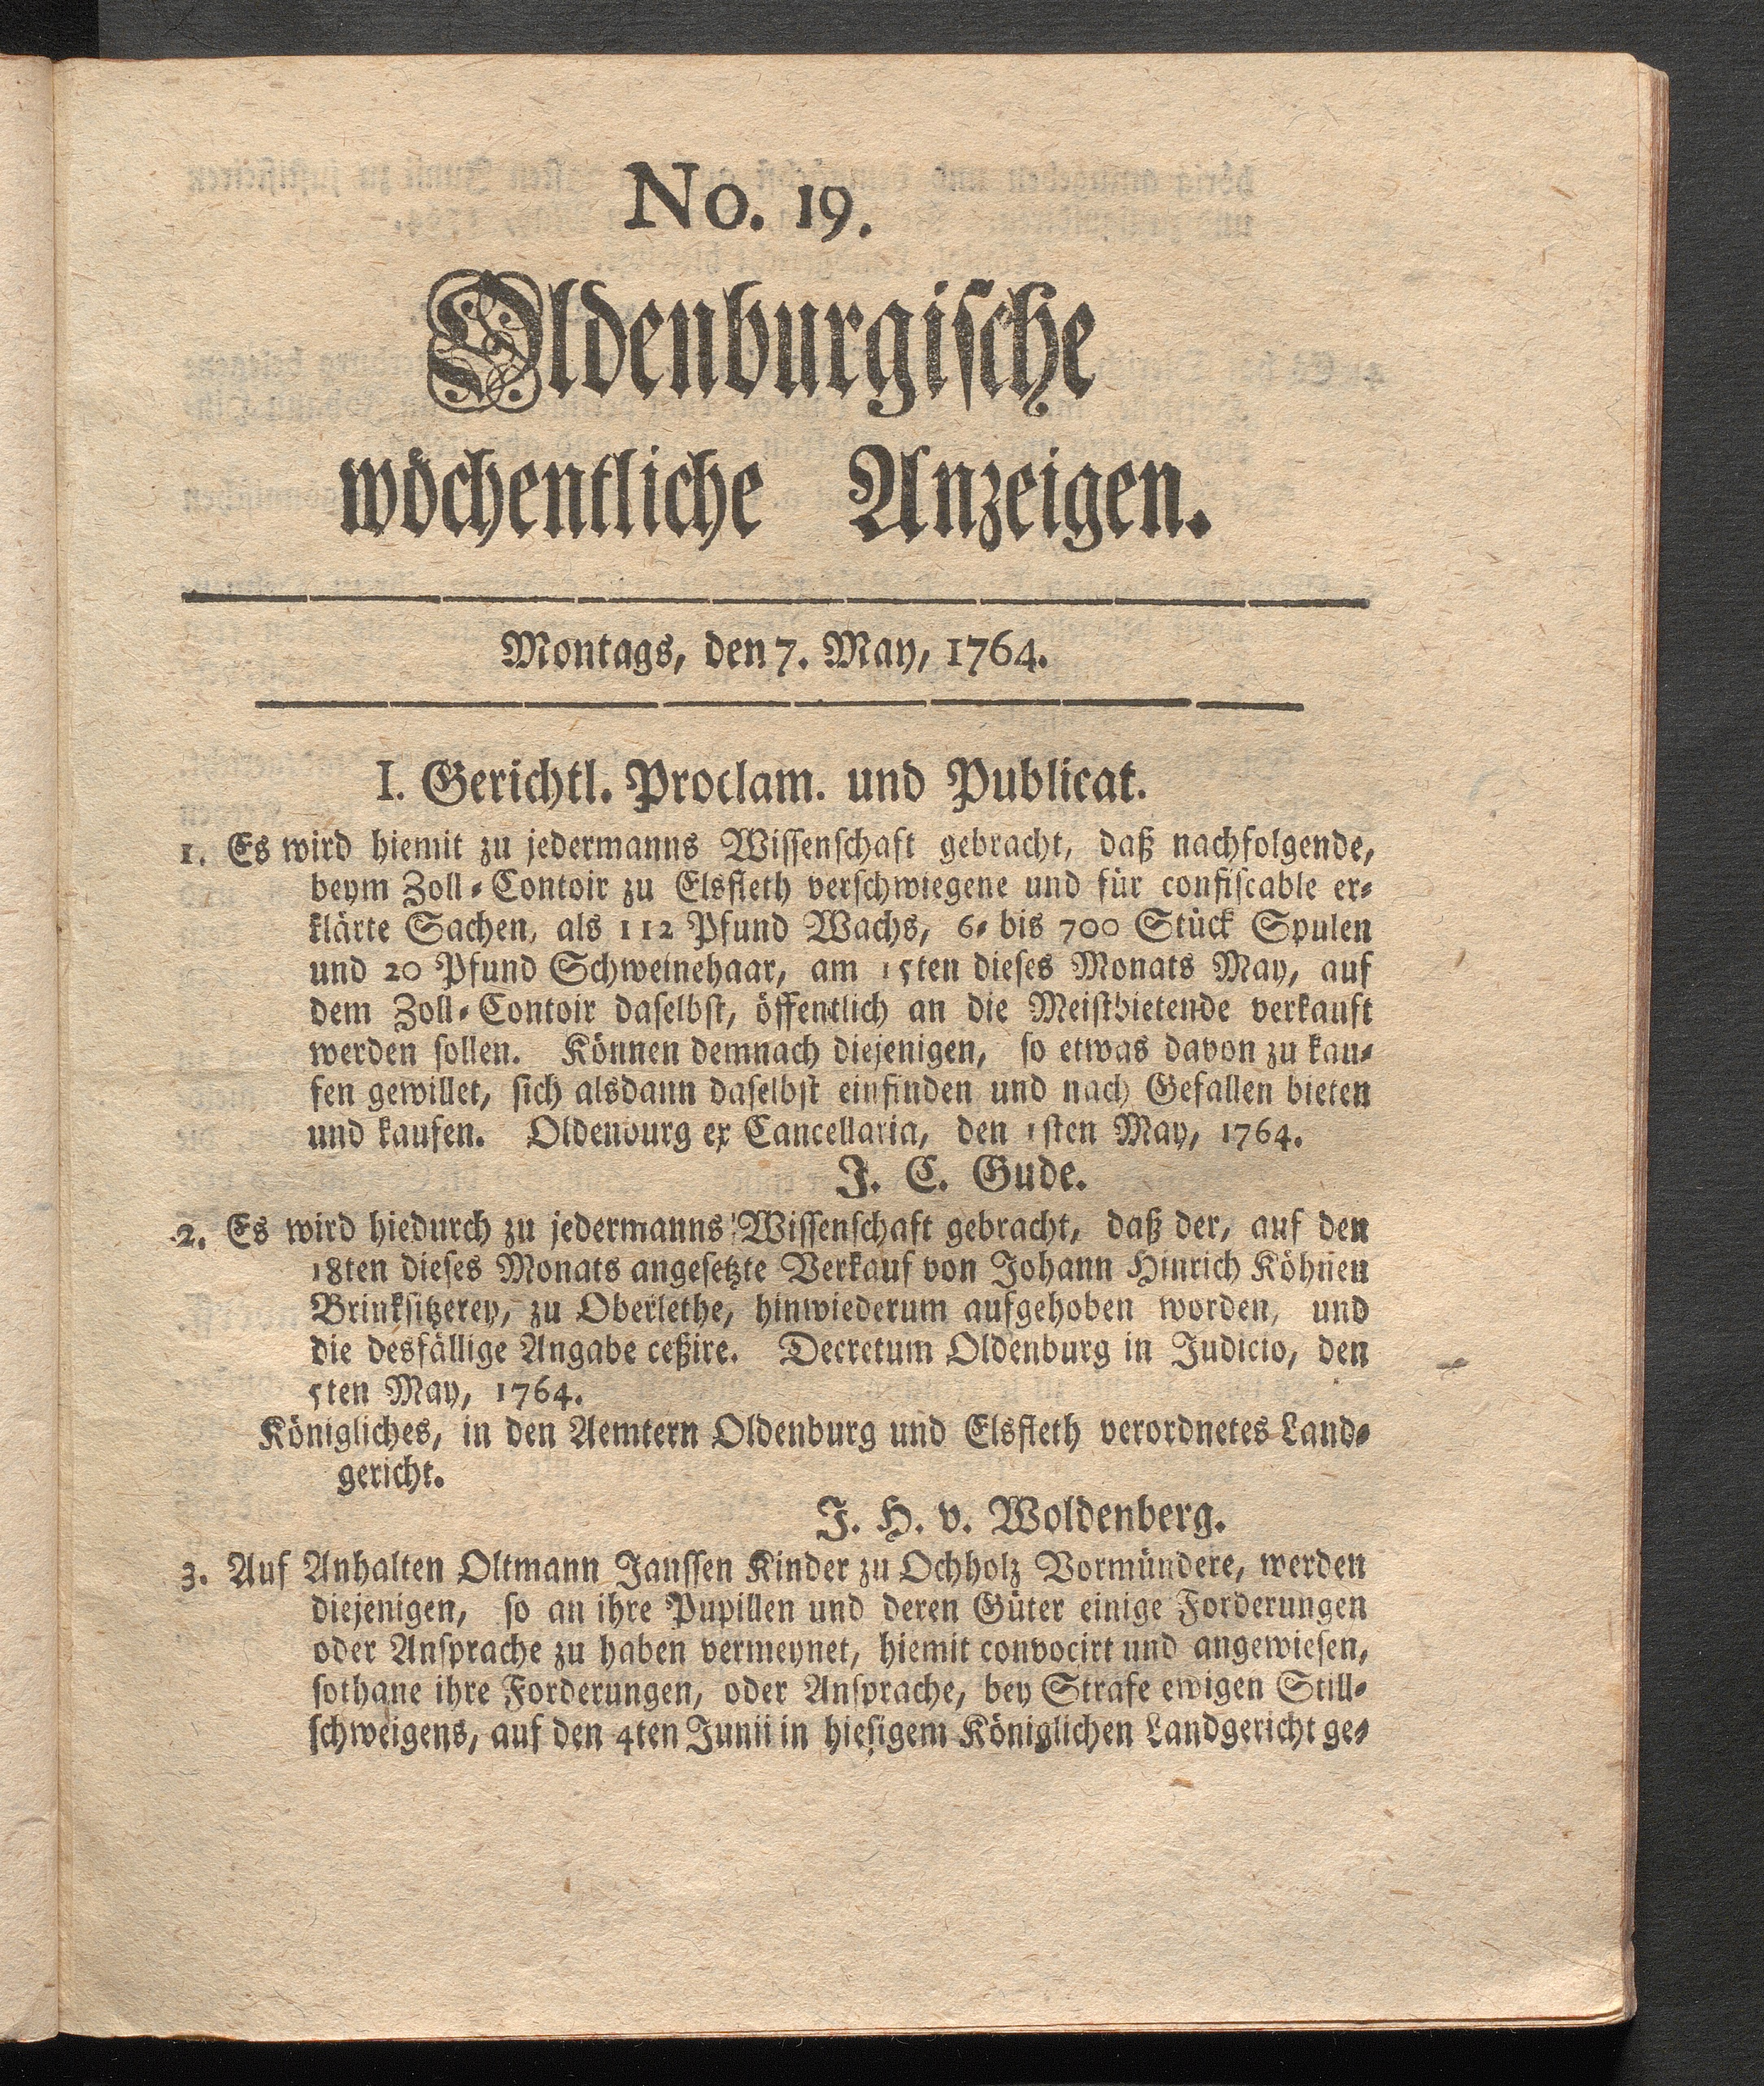 No. 19.
Oldenburgische
wöchentliche Anzeigen.
Montags, den 7. May, 1764.
I. Gerichtl. Proclam. und Publicat.
1. Es wird hiemit zu jedermanns Wissenschaft gebracht, daß nachfolgende,
beym Zoll-Contoir zu Elsfleth verschwiegene und für confiscable er-
klärte Sachen, als 112 Pfund Wachs, 6- bis 700 Stück Spulen
und 20 Pfund Schweinehaar, am 15ten dieses Monats May, auf
dem Zoll-Contoir daselbst, öffentlich an die Meistbietende verkauft
werden sollen. Können demnach diejenigen, so etwas davon zu kau-
fen gewillet, sich alsdann daselbst einfinden und nach Gefallen bieten
und kaufen. Oldenburg ex Cancellaria, den 1sten May, 1764.
J. C. Gude.
2. Es wird hiedurch zu jedermanns Wissenschaft gebracht, daß der, auf den
18ten dieses Monats angesetzte Verkauf von Johann Hinrich Köhnen
Brinksitzerey, zu Oberlethe, hinwiederum aufgehoben worden, und
die desfällige Angabe ceßire. Decretum Oldenburg in Judicio, den
5ten May, 1764.
Königliches, in den Aemtern Oldenburg und Elsfleth verordnetes Land-
gericht.
J. H. v. Woldenberg.
3. Auf Anhalten Oltmann Janssen Kinder zu Ochholz Vormündere, werden
diejenigen, so an ihre Pupillen und deren Güter einige Forderungen
oder Ansprache zu haben vermeynet, hiemit convocirt und angewiesen,
sothane ihre Forderungen, oder Ansprache, bey Strafe ewigen Still-
schweigens, auf den 4ten Junii in hiesigem Königlichen Landgericht ge-